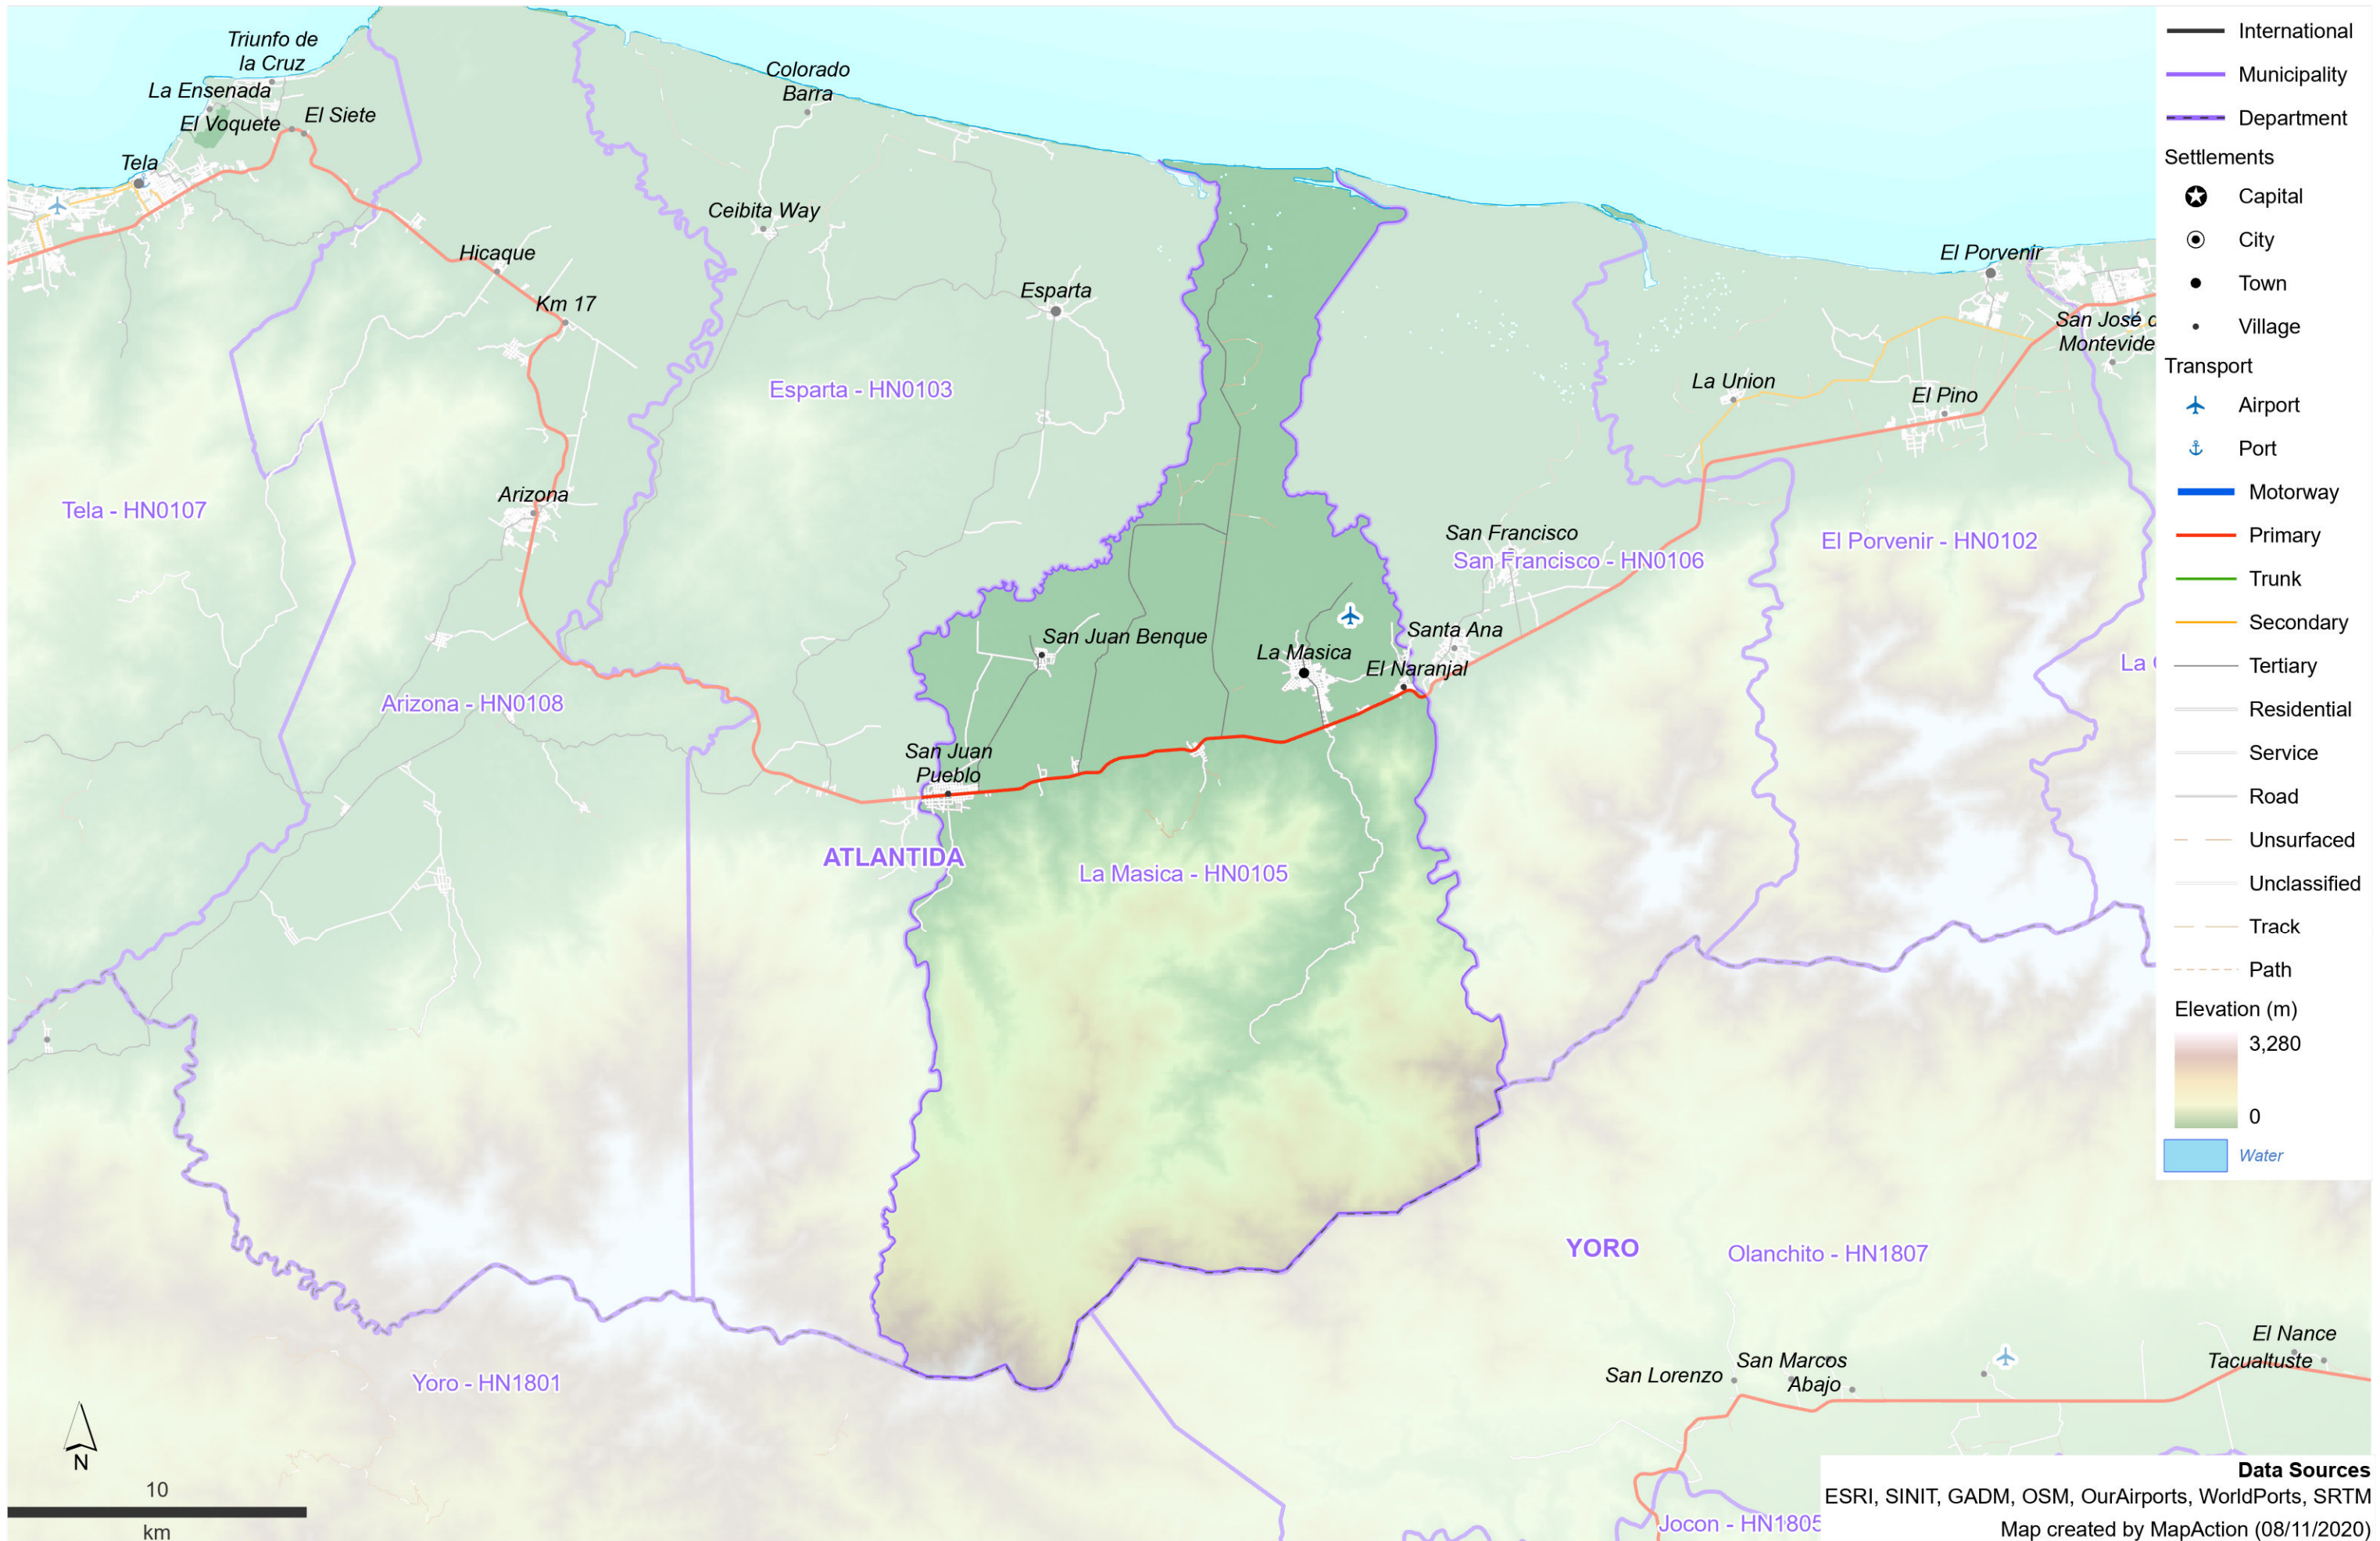 Triunfo de
la Cruz
La Ensenada
El Voquete
El Siete
Tela
Colorado
Barra
Ceibita Way
Hicaque
Km 17
Esparta
Esparta - HN0103
Arizona
Tela - HN0107
Arizona - HN0108
El Porvenir
San José d
Montevide
La Union
El Pino
San Francisco
San Francisco - HN0106
El Porvenir - HN0102
San Juan Benque
La Masica
Santa Ana
El Naranjal
La
San Juan
Pueblo
ATLANTIDA
La Masica - HN0105
YORO
Olanchito - HN1807
Yoro - HN1801
San Lorenzo
San Marcos
Abajo
El Nance
Tacualtuste
Jocon - HN1805
N
10
km
International
Municipality
Department
Settlements
Capital
City
Town
Village
Transport
Airport
Port
Motorway
Primary
Trunk
Secondary
Tertiary
Residential
Service
Road
Unsurfaced
Unclassified
Track
Path
Elevation (m)
3,280
0
Water
Data Sources
ESRI, SINIT, GADM, OSM, OurAirports, WorldPorts, SRTM
Map created by MapAction (08/11/2020)